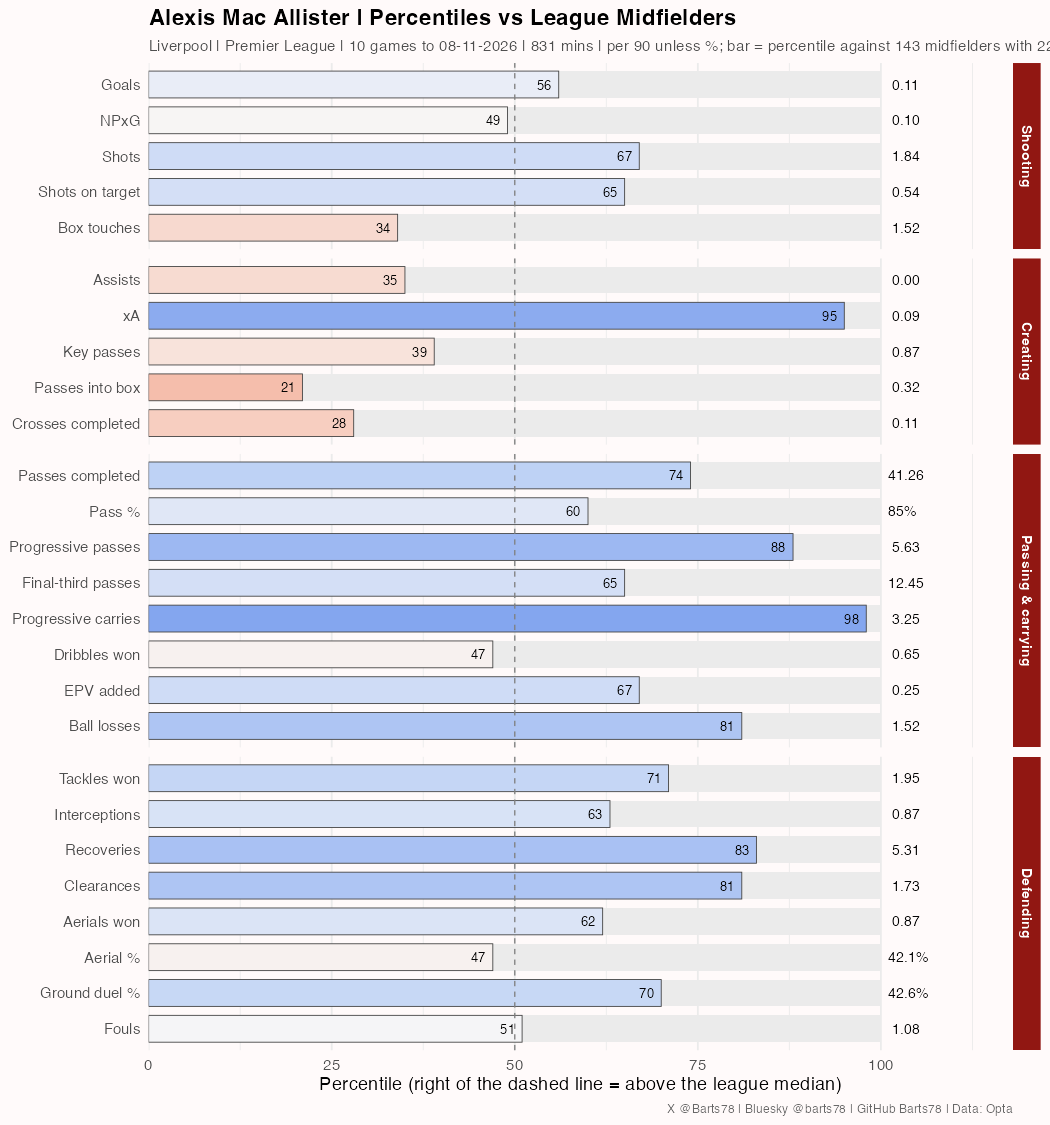 Alexis Mac Allister | Percentiles vs League Midfielders
Liverpool | Premier League | 10 games to 08-11-2026 | 831 mins | per 90 unless %; bar = percentile against 143 midfielders with 22
Shooting
Goals 56 0.11
NPxG 49 0.10
Shots 67 1.84
Shots on target 65 0.54
Box touches 34 1.52
Creating
Assists 35 0.00
xA 95 0.09
Key passes 39 0.87
Passes into box 21 0.32
Crosses completed 28 0.11
Passing & carrying
Passes completed 74 41.26
Pass % 60 85%
Progressive passes 88 5.63
Final-third passes 65 12.45
Progressive carries 98 3.25
Dribbles won 47 0.65
EPV added 67 0.25
Ball losses 81 1.52
Defending
Tackles won 71 1.95
Interceptions 63 0.87
Recoveries 83 5.31
Clearances 81 1.73
Aerials won 62 0.87
Aerial % 47 42.1%
Ground duel % 70 42.6%
Fouls 51 1.08
0 25 50 75 100
Percentile (right of the dashed line = above the league median)
X @Barts78 | Bluesky @barts78 | GitHub Barts78 | Data: Opta